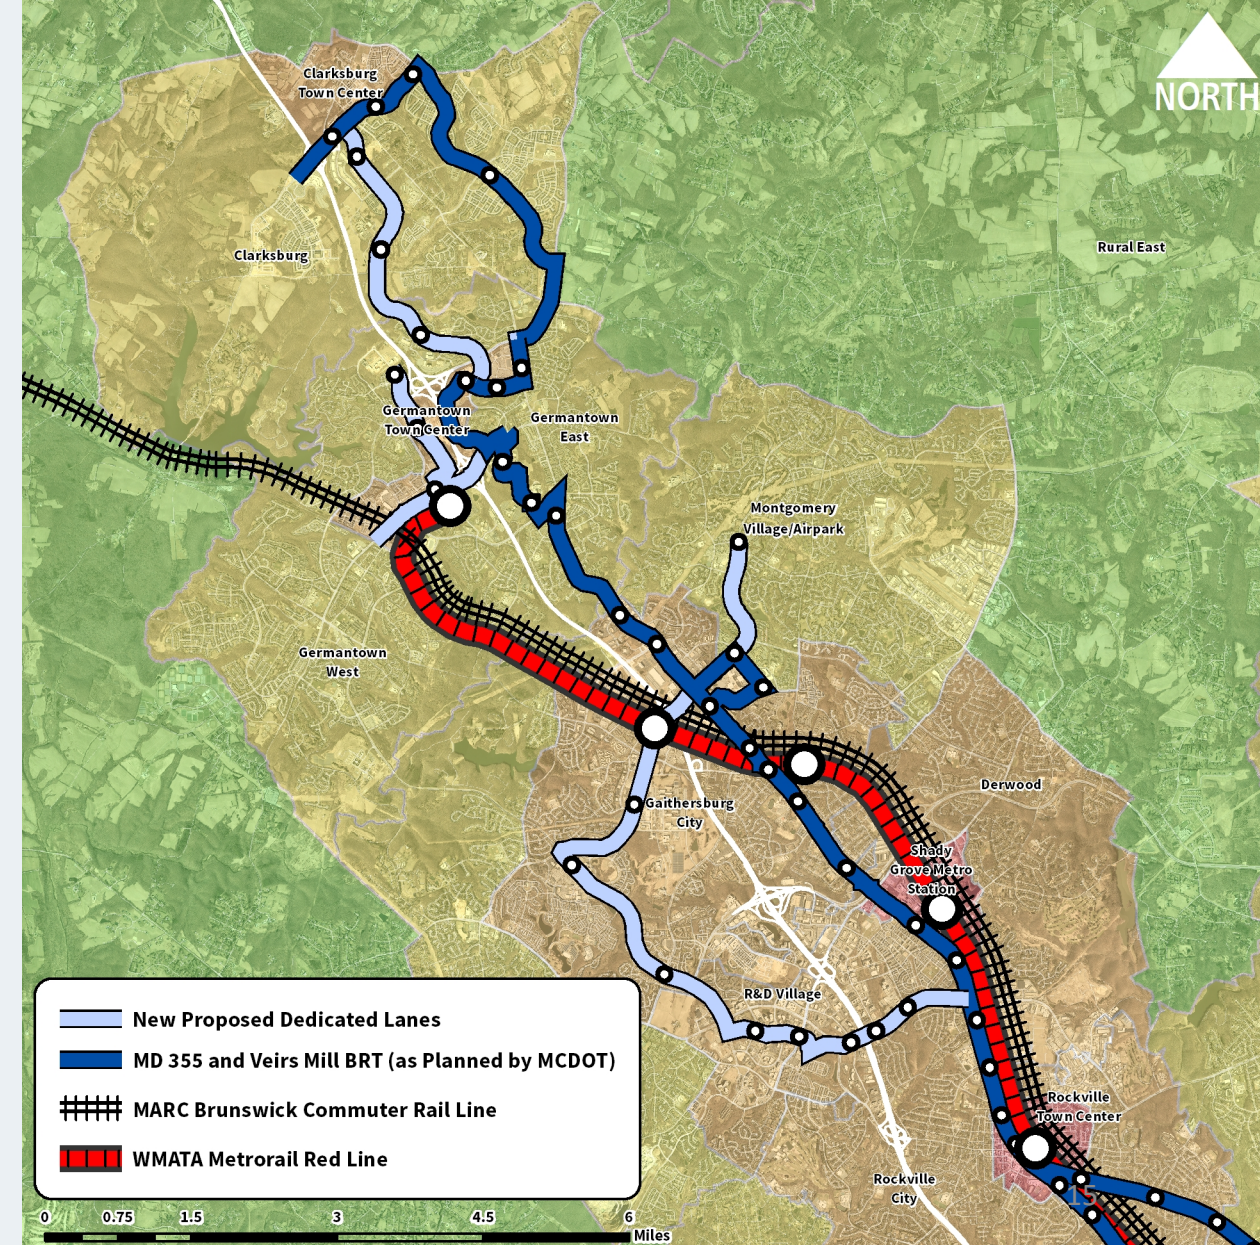 NORTH
Clarksburg
Town Center
Clarksburg
Rural East
Germantown
Town Center
Germantown
East
Montgomery
Village/Airpark
Germantown
West
Gaithersburg
City
Derwood
Shady
Grove Metro
Station
R&D Village
Rockville
Town Center
Rockville
City
15
New Proposed Dedicated Lanes
MD 355 and Veirs Mill BRT (as Planned by MCDOT)
MARC Brunswick Commuter Rail Line
WMATA Metrorail Red Line
0 0.75 1.5 3 4.5 6
Miles